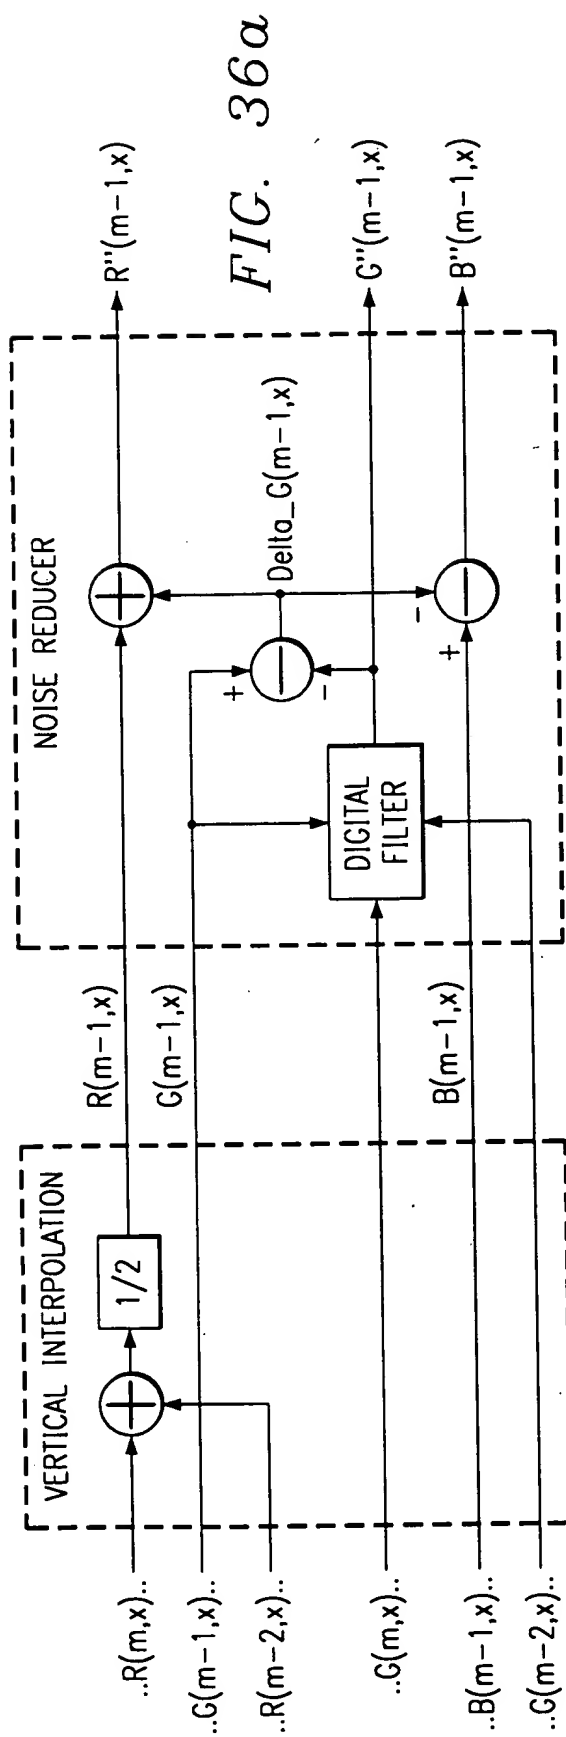 FIG. 36a
VERTICAL INTERPOLATION
NOISE REDUCER
..R(m,x)..
..G(m-1,x)..
..R(m-2,x)..
..G(m,x)..
..B(m-1,x)..
..G(m-2,x)..
1/2
R(m-1,x)
G(m-1,x)
B(m-1,x)
DIGITAL
FILTER
+
-
Delta_G(m-1,x)
-
+
R''(m-1,x)
G''(m-1,x)
B''(m-1,x)